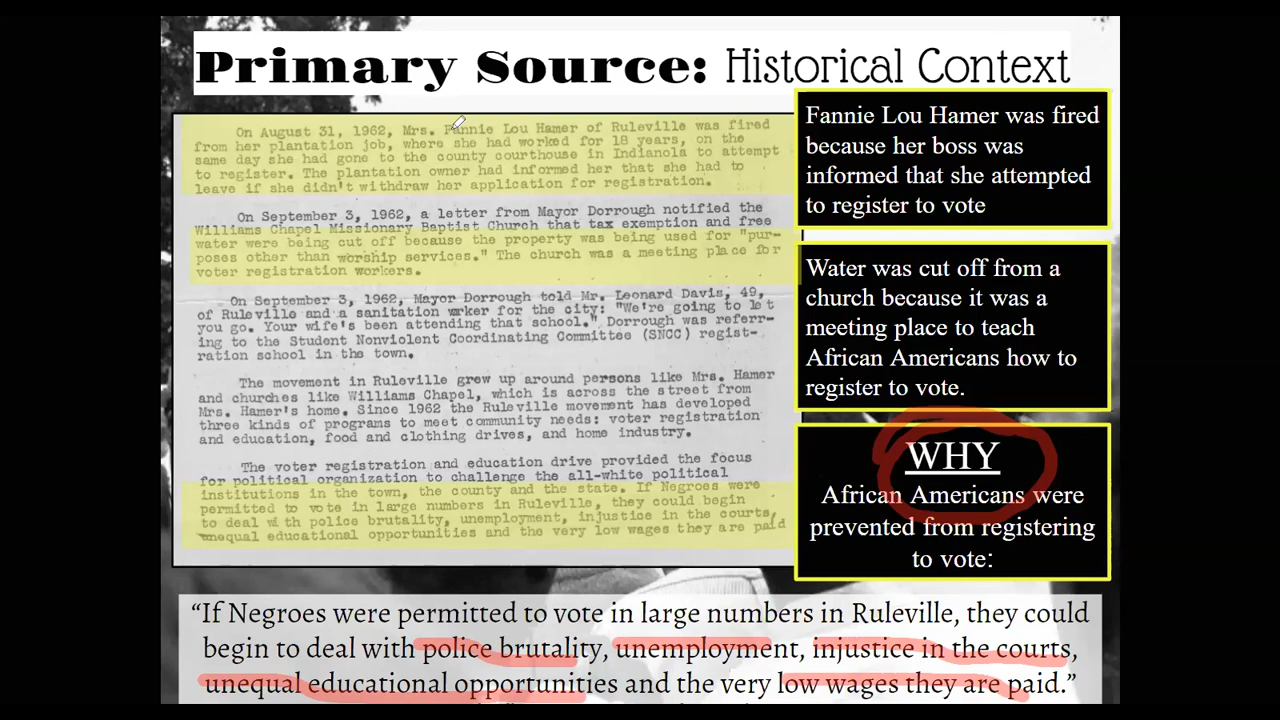 Primary Source: Historical Context
On August 31, 1962, Mrs. Fannie Lou Hamer of Ruleville was fired
from her plantation job, where she had worked for 18 years, on the
same day she had gone to the county courthouse in Indianola to attempt
to register. The plantation owner had informed her that she had to
leave if she didn't withdraw her application for registration.
On September 3, 1962, a letter from Mayor Dorrough notified the
Williams Chapel Missionary Baptist Church that tax exemption and free
water were being cut off because the property was being used for "pur-
poses other than worship services." The church was a meeting place for
voter registration workers.
On September 3, 1962, Mayor Dorrough told Mr. Leonard Davis, 49,
of Ruleville and a sanitation wrker for the city: "We're going to let
you go. Your wife's been attending that school." Dorrough was referr-
ing to the Student Nonviolent Coordinating Committee (SNCC) regist-
ration school in the town.
The movement in Ruleville grew up around persons like Mrs. Hamer
and churches like Williams Chapel, which is across the street from
Mrs. Hamer's home. Since 1962 the Ruleville movement has developed
three kinds of programs to meet community needs: voter registration
and education, food and clothing drives, and home industry.
The voter registration and education drive provided the focus
for political organization to challenge the all-white political
institutions in the town, the county and the state. If Negroes were
permitted to vote in large numbers in Ruleville, they could begin
to deal with police brutality, unemployment, injustice in the courts,
unequal educational opportunities and the very low wages they are paid
Fannie Lou Hamer was fired
because her boss was
informed that she attempted
to register to vote
Water was cut off from a
church because it was a
meeting place to teach
African Americans how to
register to vote.
WHY
African Americans were
prevented from registering
to vote:
“If Negroes were permitted to vote in large numbers in Ruleville, they could
begin to deal with police brutality, unemployment, injustice in the courts,
unequal educational opportunities and the very low wages they are paid.”